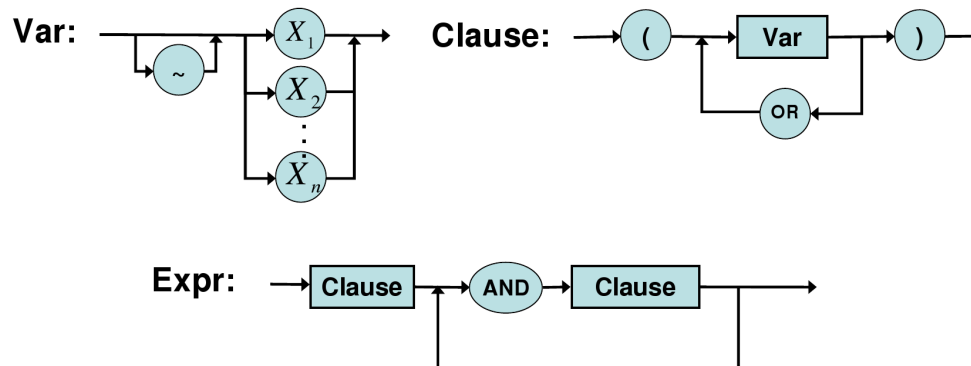 Var: ~ X1 X2 Xn
Clause: ( Var ) OR
Expr: Clause AND Clause